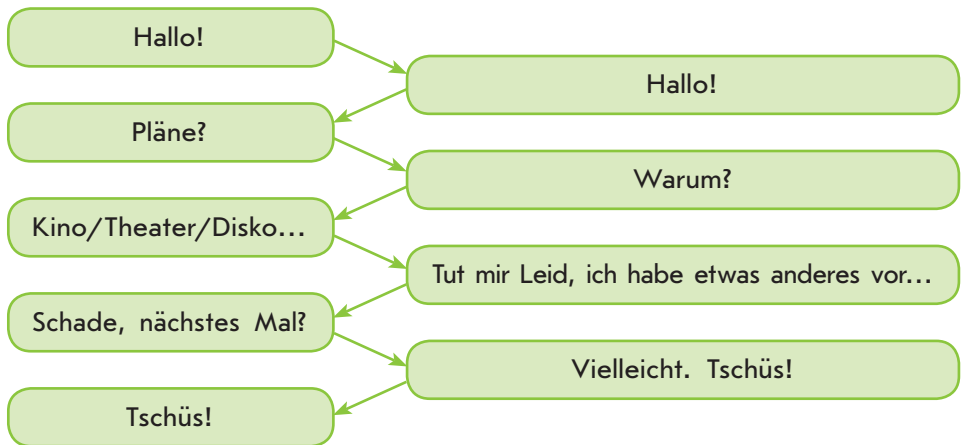 Hallo!
Hallo!
Pläne?
Warum?
Kino/Theater/Disko...
Tut mir Leid, ich habe etwas anderes vor...
Schade, nächstes Mal?
Vielleicht. Tschüs!
Tschüs!